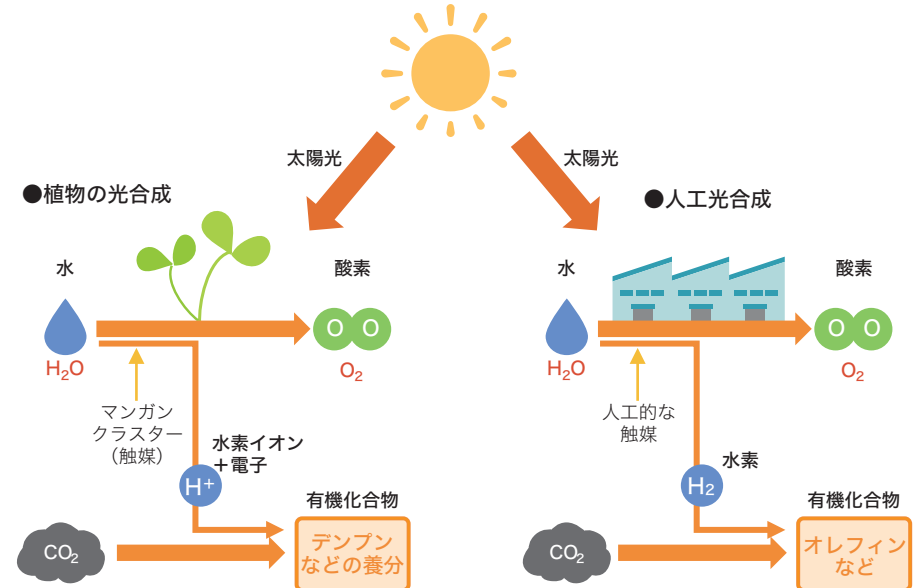 太陽光
太陽光
●植物の光合成
水
酸素
O O
H₂O
O₂
マンガン
クラスター
（触媒）
水素イオン
＋電子
H⁺
有機化合物
CO₂
デンプン
などの養分
●人工光合成
水
酸素
O O
H₂O
O₂
人工的な
触媒
水素
H₂
有機化合物
CO₂
オレフィン
など